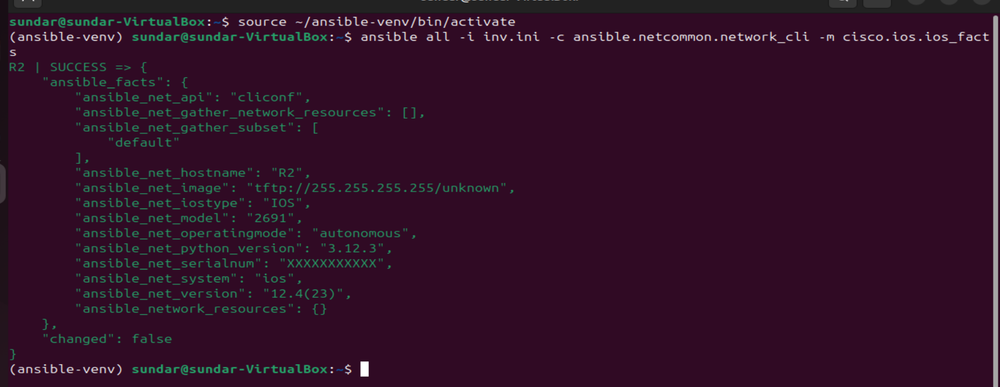 sundar@sundar-VirtualBox:~$ source ~/ansible-venv/bin/activate
(ansible-venv) sundar@sundar-VirtualBox:~$ ansible all -i inv.ini -c ansible.netcommon.network_cli -m cisco.ios.ios_fact
s
R2 | SUCCESS => {
    "ansible_facts": {
        "ansible_net_api": "cliconf",
        "ansible_net_gather_network_resources": [],
        "ansible_net_gather_subset": [
            "default"
        ],
        "ansible_net_hostname": "R2",
        "ansible_net_image": "tftp://255.255.255.255/unknown",
        "ansible_net_iostype": "IOS",
        "ansible_net_model": "2691",
        "ansible_net_operatingmode": "autonomous",
        "ansible_net_python_version": "3.12.3",
        "ansible_net_serialnum": "XXXXXXXXXXX",
        "ansible_net_system": "ios",
        "ansible_net_version": "12.4(23)",
        "ansible_network_resources": {}
    },
    "changed": false
}
(ansible-venv) sundar@sundar-VirtualBox:~$